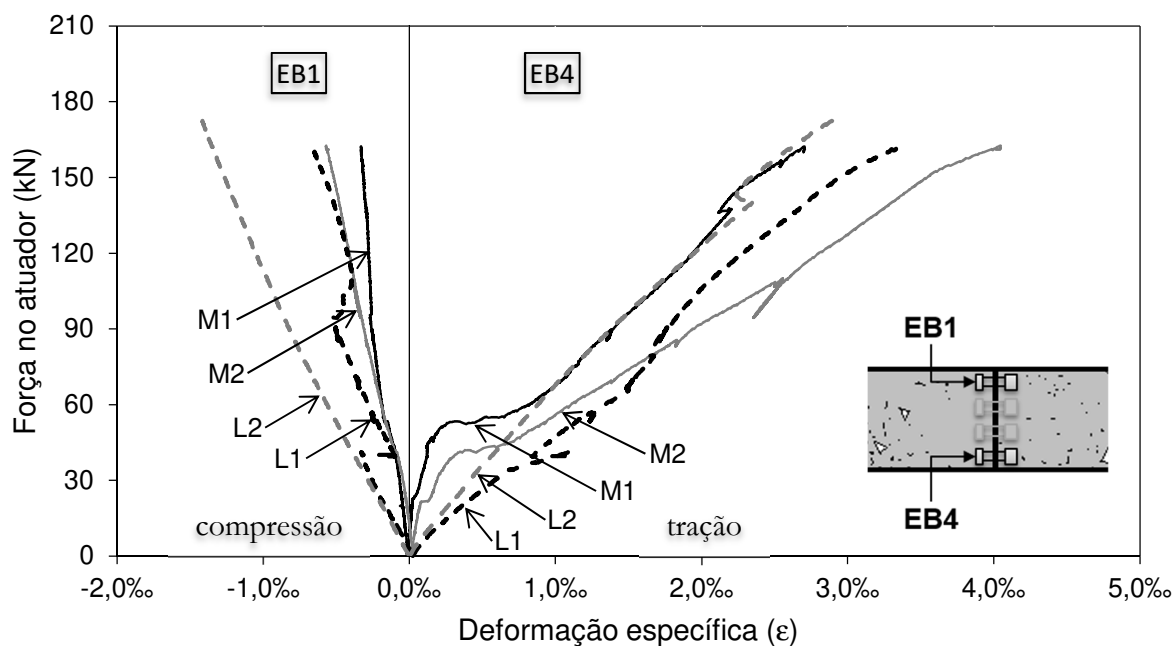 210
180
150
120
90
60
30
0
Força no atuador (kN)
EB1
EB4
M1
M2
L2
L1
M2
M1
L2
L1
compressão
tração
EB1
EB4
-2,0‰ -1,0‰ 0,0‰ 1,0‰ 2,0‰ 3,0‰ 4,0‰ 5,0‰
Deformação específica (ε)